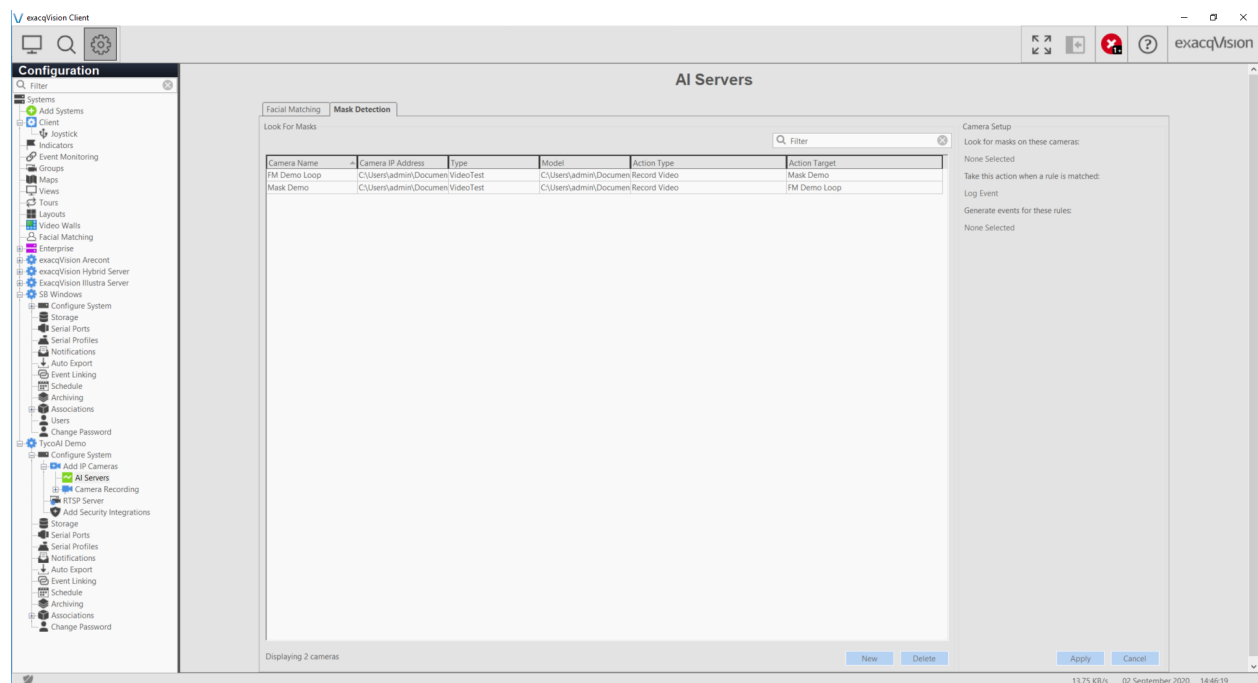 exacqVision Client
exacqVision
Configuration
Filter
Systems
Add Systems
Client
Joystick
Indicators
Event Monitoring
Groups
Maps
Views
Tours
Layouts
Video Walls
Facial Matching
Enterprise
exacqVision Arecont
exacqVision Hybrid Server
ExacqVision Illustra Server
SB Windows
Configure System
Storage
Serial Ports
Serial Profiles
Notifications
Auto Export
Event Linking
Schedule
Archiving
Associations
Users
Change Password
TycoAI Demo
Configure System
Add IP Cameras
AI Servers
Camera Recording
RTSP Server
Add Security Integrations
Storage
Serial Ports
Serial Profiles
Notifications
Auto Export
Event Linking
Schedule
Archiving
Associations
Change Password
AI Servers
Facial Matching Mask Detection
Look For Masks
Filter
Camera Name Camera IP Address Type Model Action Type Action Target
FM Demo Loop C:\Users\admin\Documen VideoTest C:\Users\admin\Documen Record Video Mask Demo
Mask Demo C:\Users\admin\Documen VideoTest C:\Users\admin\Documen Record Video FM Demo Loop
Displaying 2 cameras
New Delete
Camera Setup
Look for masks on these cameras:
None Selected
Take this action when a rule is matched:
Log Event
Generate events for these rules:
None Selected
Apply Cancel
13.75 KB/s 02 September 2020 14:46:19